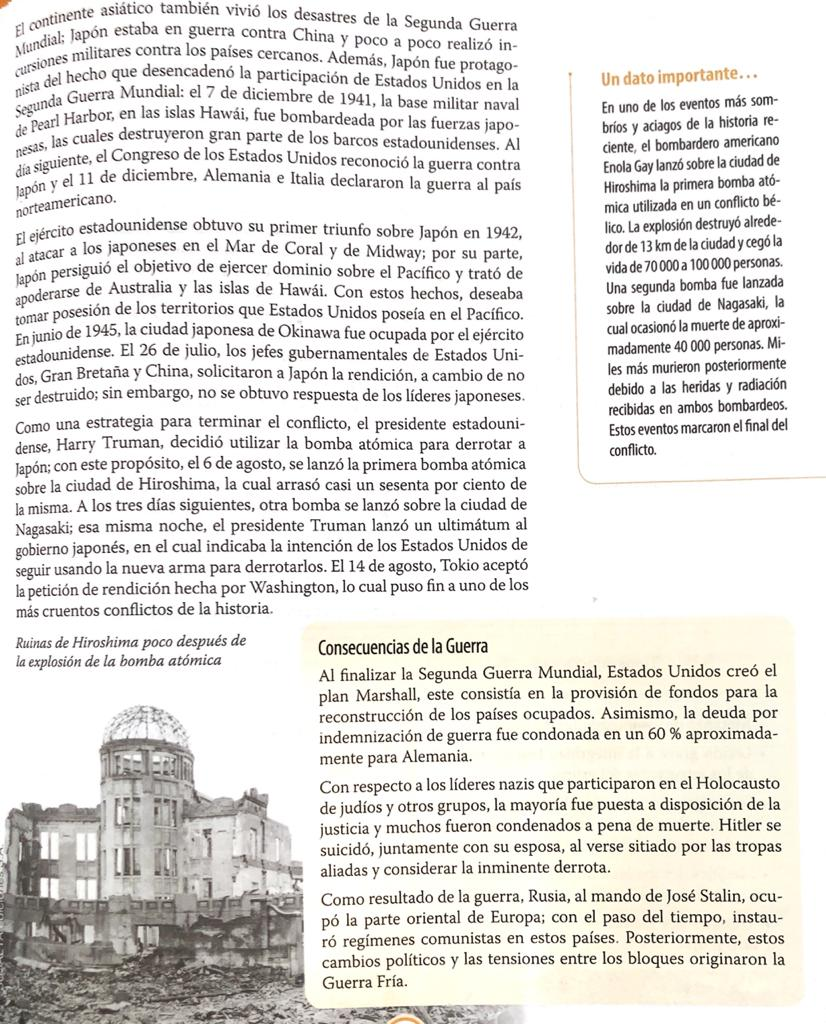 El continente asiático también vivió los desastres de la Segunda Guerra
Mundial; Japón estaba en guerra contra China y poco a poco realizó in-
cursiones militares contra los países cercanos. Además, Japón fue protago-
nista del hecho que desencadenó la participación de Estados Unidos en la
Segunda Guerra Mundial: el 7 de diciembre de 1941, la base militar naval
de Pearl Harbor, en las islas Hawái, fue bombardeada por las fuerzas japo-
nesas, las cuales destruyeron gran parte de los barcos estadounidenses. Al
día siguiente, el Congreso de los Estados Unidos reconoció la guerra contra
Japón y el 11 de diciembre, Alemania e Italia declararon la guerra al país
norteamericano.
El ejército estadounidense obtuvo su primer triunfo sobre Japón en 1942,
al atacar a los japoneses en el Mar de Coral y de Midway; por su parte,
Japón persiguió el objetivo de ejercer dominio sobre el Pacífico y trató de
apoderarse de Australia y las islas de Hawái. Con estos hechos, deseaba
tomar posesión de los territorios que Estados Unidos poseía en el Pacífico.
En junio de 1945, la ciudad japonesa de Okinawa fue ocupada por el ejército
estadounidense. El 26 de julio, los jefes gubernamentales de Estados Uni-
dos, Gran Bretaña y China, solicitaron a Japón la rendición, a cambio de no
ser destruido; sin embargo, no se obtuvo respuesta de los líderes japoneses.
Como una estrategia para terminar el conflicto, el presidente estadouni-
dense, Harry Truman, decidió utilizar la bomba atómica para derrotar a
Japón; con este propósito, el 6 de agosto, se lanzó la primera bomba atómica
sobre la ciudad de Hiroshima, la cual arrasó casi un sesenta por ciento de
la misma. A los tres días siguientes, otra bomba se lanzó sobre la ciudad de
Nagasaki; esa misma noche, el presidente Truman lanzó un ultimátum al
gobierno japonés, en el cual indicaba la intención de los Estados Unidos de
seguir usando la nueva arma para derrotarlos. El 14 de agosto, Tokio aceptó
la petición de rendición hecha por Washington, lo cual puso fin a uno de los
más cruentos conflictos de la historia.
Un dato importante...
En uno de los eventos más som-
bríos y aciagos de la historia re-
ciente, el bombardero americano
Enola Gay lanzó sobre la ciudad de
Hiroshima la primera bomba ató-
mica utilizada en un conflicto bé-
lico. La explosión destruyó alrede-
dor de 13 km de la ciudad y cegó la
vida de 70 000 a 100 000 personas.
Una segunda bomba fue lanzada
sobre la ciudad de Nagasaki, la
cual ocasionó la muerte de aproxi-
madamente 40 000 personas. Mi-
les más murieron posteriormente
debido a las heridas y radiación
recibidas en ambos bombardeos.
Estos eventos marcaron el final del
conflicto.
Ruinas de Hiroshima poco después de
la explosión de la bomba atómica
Consecuencias de la Guerra
Al finalizar la Segunda Guerra Mundial, Estados Unidos creó el
plan Marshall, este consistía en la provisión de fondos para la
reconstrucción de los países ocupados. Asimismo, la deuda por
indemnización de guerra fue condonada en un 60 % aproximada-
mente para Alemania.
Con respecto a los líderes nazis que participaron en el Holocausto
de judíos y otros grupos, la mayoría fue puesta a disposición de la
justicia y muchos fueron condenados a pena de muerte. Hitler se
suicidó, juntamente con su esposa, al verse sitiado por las tropas
aliadas y considerar la inminente derrota.
Como resultado de la guerra, Rusia, al mando de José Stalin, ocu-
pó la parte oriental de Europa; con el paso del tiempo, instau-
ró regímenes comunistas en estos países. Posteriormente, estos
cambios políticos y las tensiones entre los bloques originaron la
Guerra Fría.